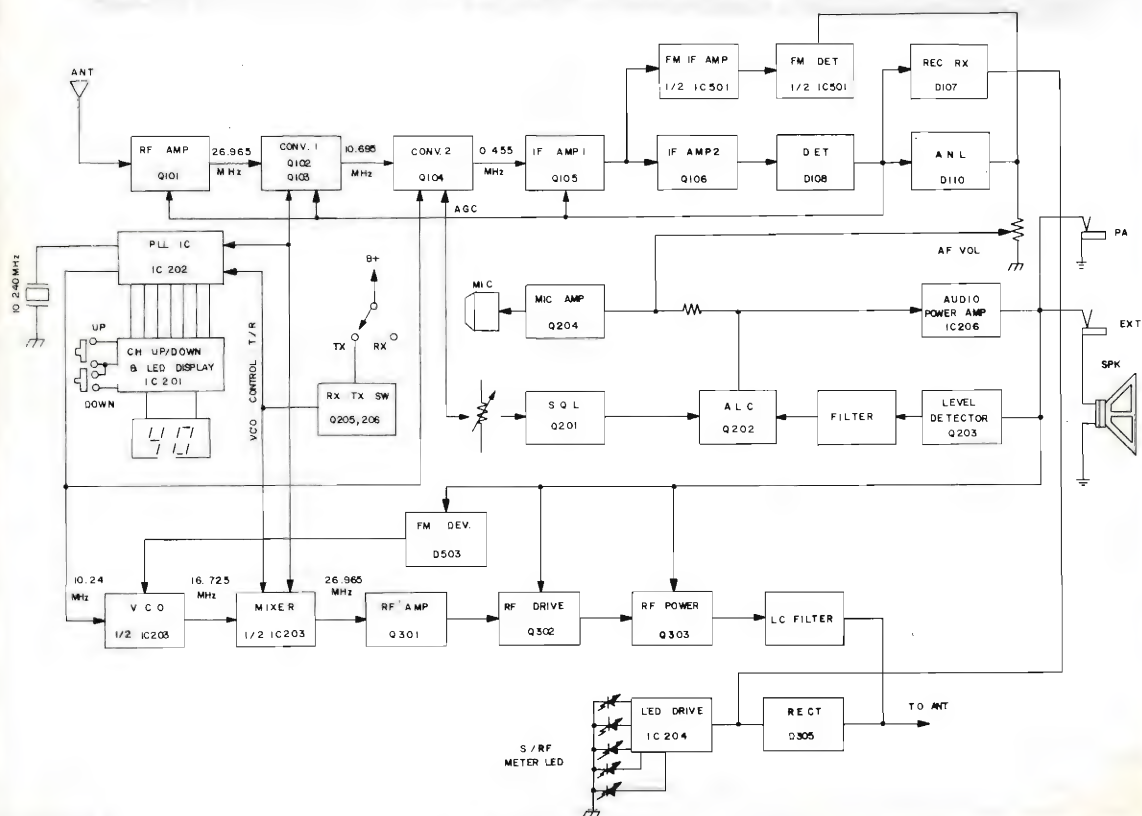 ANT
RF AMP
Q101
26.965
MHz
CONV. 1
Q102
Q103
10.695
MHz
CONV. 2
Q104
0.455
MHz
IF AMP 1
Q105
FM IF AMP
1/2 IC501
FM DET
1/2 IC501
REC RX
D107
IF AMP2
Q106
DET
D108
ANL
D110
AGC
AF VOL
PA
10.240MHz
PLL IC
IC 202
UP
CH UP/DOWN
& LED DISPLAY
IC 201
DOWN
40
VCO CONTROL T/R
B+
TX
RX
RX TX SW
Q205,206
MIC
MIC AMP
Q204
AUDIO
POWER AMP
IC206
EXT
SPK
SQL
Q201
ALC
Q202
FILTER
LEVEL
DETECTOR
Q203
FM DEV.
D503
10.24
MHz
VCO
1/2 IC203
16.725
MHz
MIXER
1/2 IC203
26.965
MHz
RF AMP
Q301
RF DRIVE
Q302
RF POWER
Q303
LC FILTER
S/RF
METER LED
LED DRIVE
IC 204
RECT
D305
TO ANT